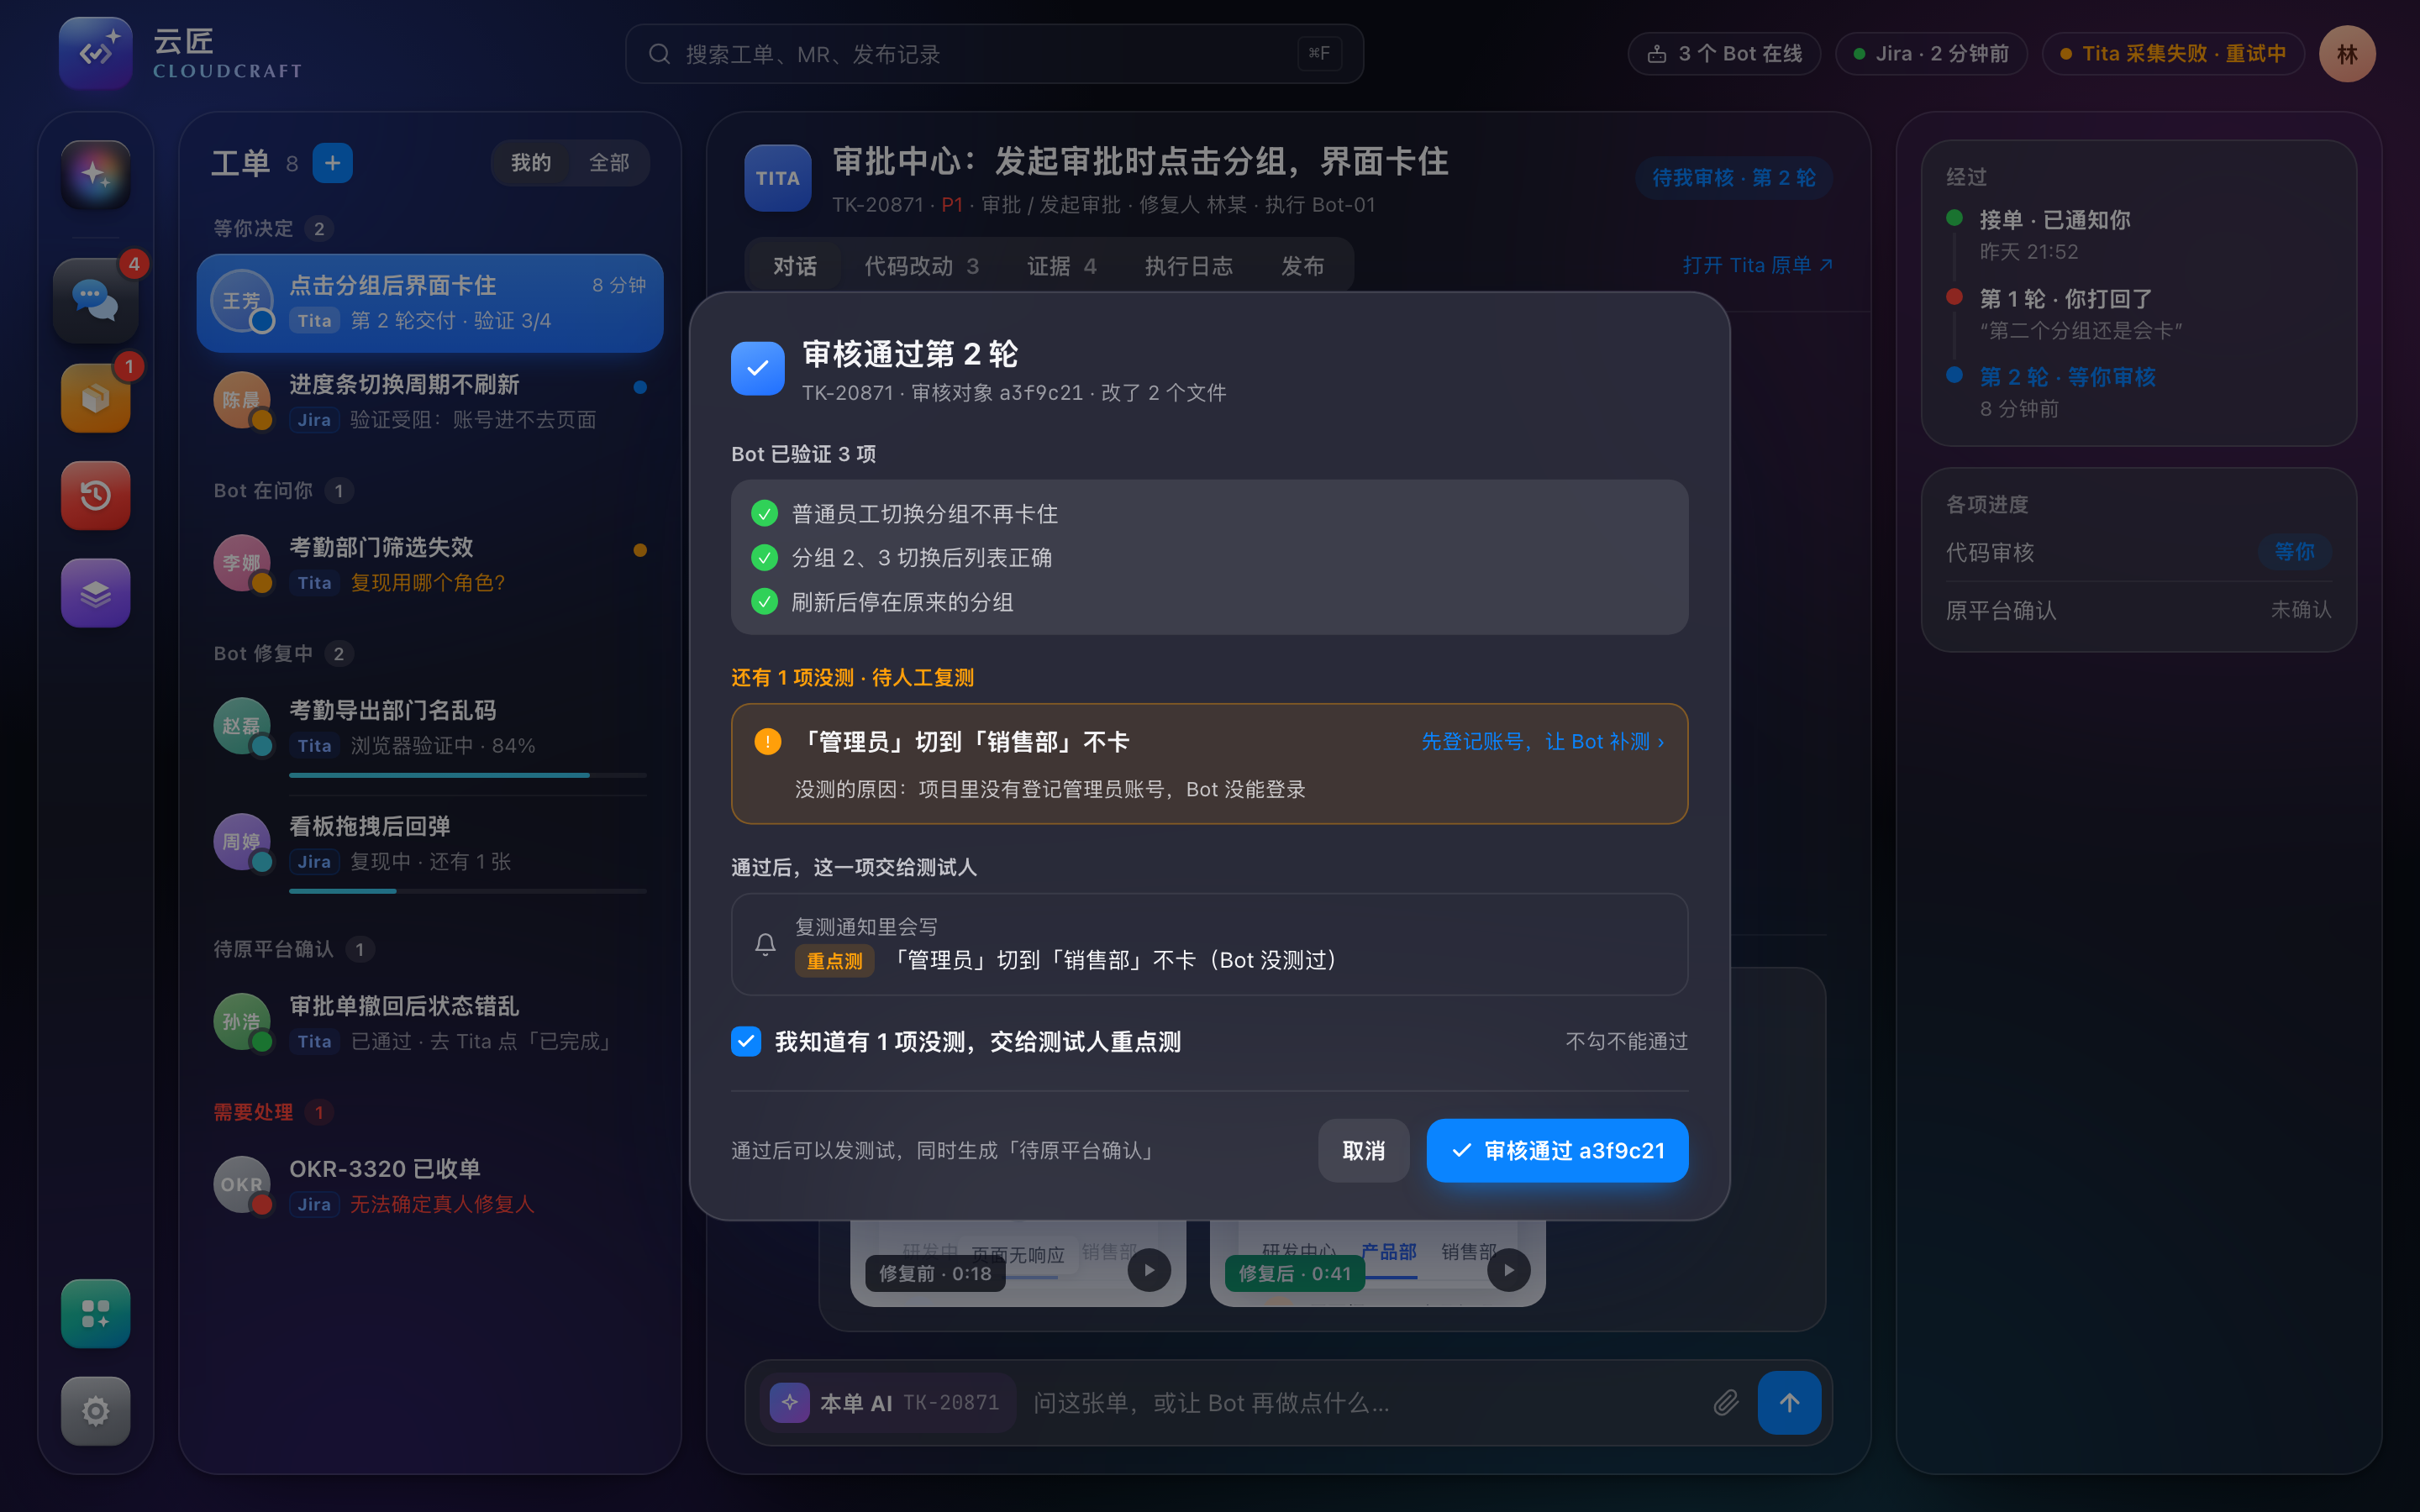 云匠
CLOUDCRAFT
搜索工单、MR、发布记录
⌘F
3 个 Bot 在线
Jira · 2 分钟前
Tita 采集失败 · 重试中
林
4
1
工单 8
我的 全部
等你决定 2
王芳
点击分组后界面卡住 8 分钟
Tita 第 2 轮交付 · 验证 3/4
陈晨
进度条切换周期不刷新
Jira 验证受阻：账号进不去页面
Bot 在问你 1
李娜
考勤部门筛选失效
Tita 复现用哪个角色？
Bot 修复中 2
赵磊
考勤导出部门名乱码
Tita 浏览器验证中 · 84%
周婷
看板拖拽后回弹
Jira 复现中 · 还有 1 张
待原平台确认 1
孙浩
审批单撤回后状态错乱
Tita 已通过 · 去 Tita 点「已完成」
需要处理 1
OKR
OKR-3320 已收单
Jira 无法确定真人修复人
TITA
审批中心：发起审批时点击分组，界面卡住
TK-20871 · P1 · 审批 / 发起审批 · 修复人 林某 · 执行 Bot-01
待我审核 · 第 2 轮
对话 代码改动 3 证据 4 执行日志 发布
打开 Tita 原单 ↗
审核通过第 2 轮
TK-20871 · 审核对象 a3f9c21 · 改了 2 个文件
Bot 已验证 3 项
普通员工切换分组不再卡住
分组 2、3 切换后列表正确
刷新后停在原来的分组
还有 1 项没测 · 待人工复测
「管理员」切到「销售部」不卡
先登记账号，让 Bot 补测 ›
没测的原因：项目里没有登记管理员账号，Bot 没能登录
通过后，这一项交给测试人
复测通知里会写
重点测 「管理员」切到「销售部」不卡（Bot 没测过）
我知道有 1 项没测，交给测试人重点测
不勾不能通过
通过后可以发测试，同时生成「待原平台确认」
取消
审核通过 a3f9c21
研发中 页面无响应 销售部
修复前 · 0:18
研发中心 产品部 销售部
修复后 · 0:41
本单 AI TK-20871
问这张单，或让 Bot 再做点什么...
经过
接单 · 已通知你
昨天 21:52
第 1 轮 · 你打回了
“第二个分组还是会卡”
第 2 轮 · 等你审核
8 分钟前
各项进度
代码审核 等你
原平台确认 未确认